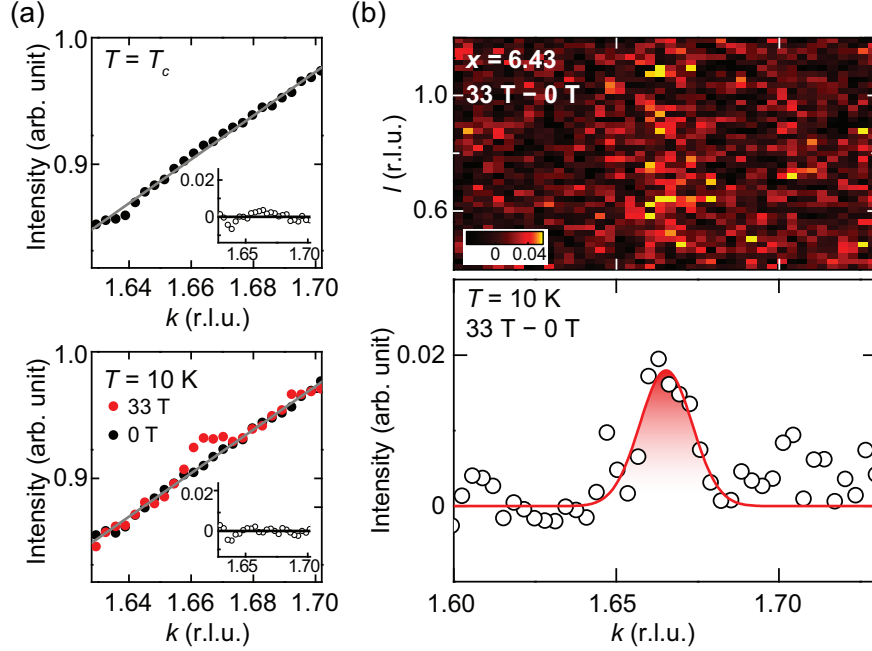 (a)
T = Tc
Intensity (arb. unit)
1.0
0.9
0.02
0
1.65
1.70
1.64
1.66
1.68
1.70
k (r.l.u.)
T = 10 K
33 T
0 T
Intensity (arb. unit)
1.0
0.9
0.02
0
1.65
1.70
1.64
1.66
1.68
1.70
k (r.l.u.)
(b)
x = 6.43
33 T − 0 T
l (r.l.u.)
1.0
0.6
0
0.04
T = 10 K
33 T − 0 T
Intensity (arb. unit)
0.02
0
1.60
1.65
1.70
k (r.l.u.)